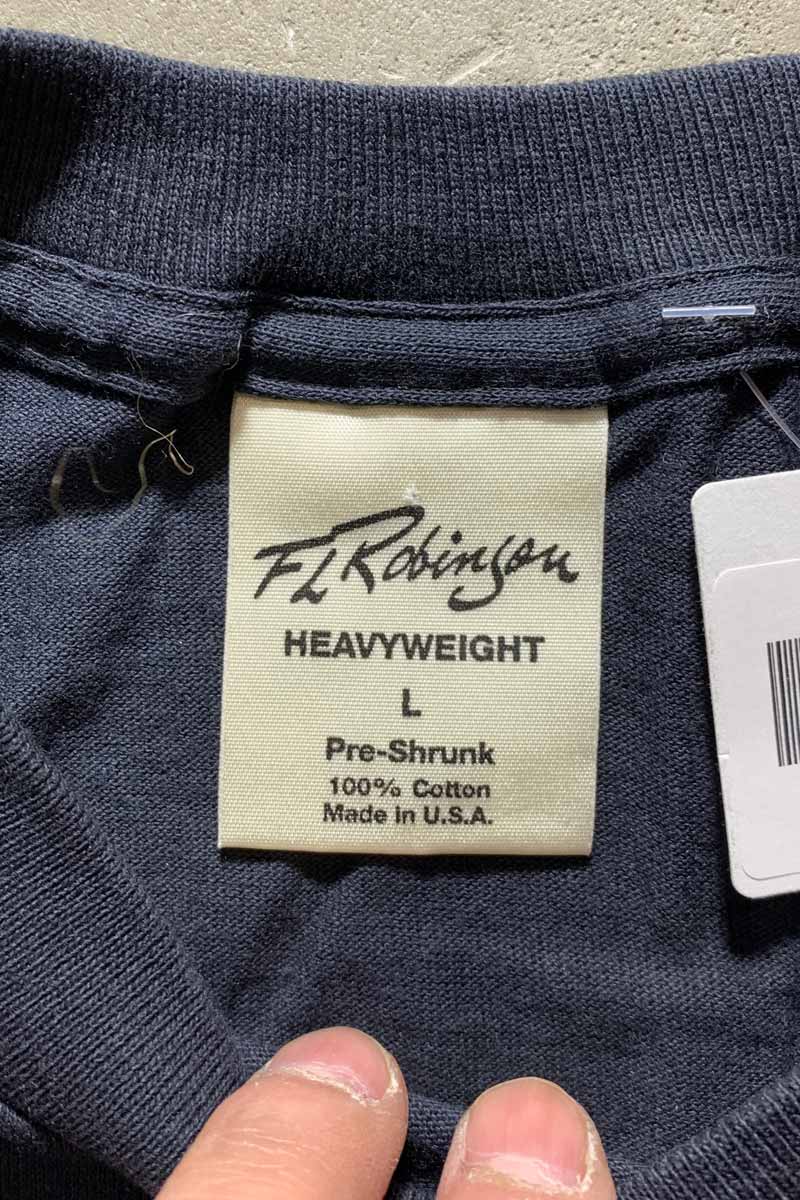 FL Robinson
HEAVYWEIGHT
L
Pre-Shrunk
100% Cotton
Made in U.S.A.